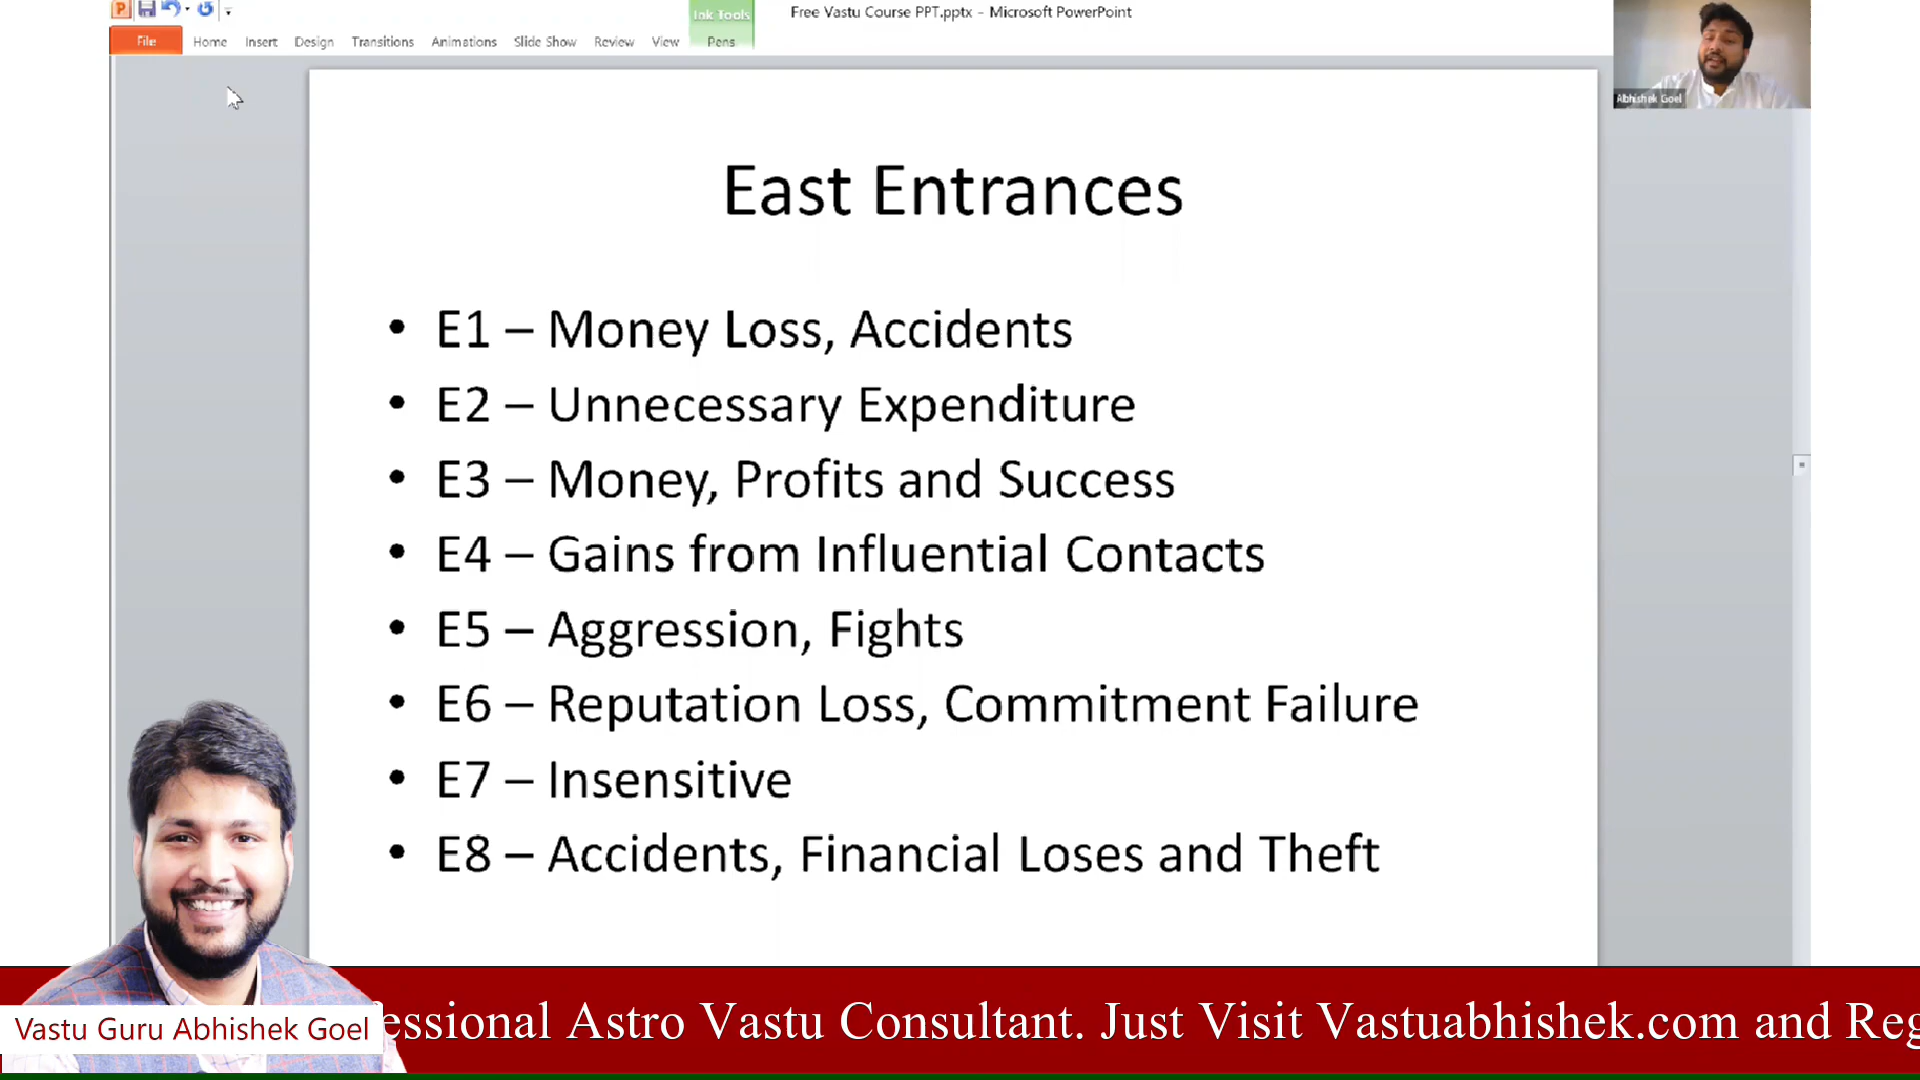 Ink Tools
Free Vastu Course PPT.pptx - Microsoft PowerPoint
File Home Insert Design Transitions Animations Slide Show Review View Pens
Abhishek Goel
East Entrances
• E1 – Money Loss, Accidents
• E2 – Unnecessary Expenditure
• E3 – Money, Profits and Success
• E4 – Gains from Influential Contacts
• E5 – Aggression, Fights
• E6 – Reputation Loss, Commitment Failure
• E7 – Insensitive
• E8 – Accidents, Financial Loses and Theft
Vastu Guru Abhishek Goel
essional Astro Vastu Consultant. Just Visit Vastuabhishek.com and Reg